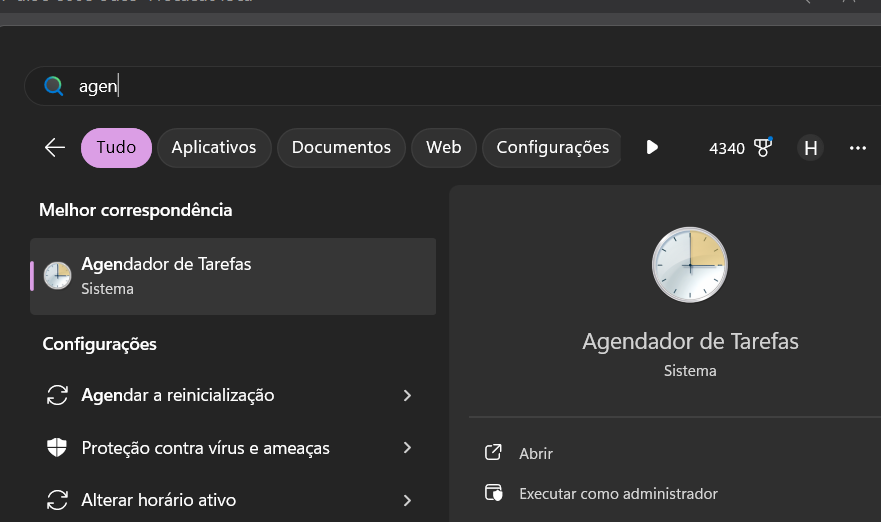 agen
Tudo
Aplicativos
Documentos
Web
Configurações
4340
H
Melhor correspondência
Agendador de Tarefas
Sistema
Configurações
Agendar a reinicialização
Proteção contra vírus e ameaças
Alterar horário ativo
Agendador de Tarefas
Sistema
Abrir
Executar como administrador